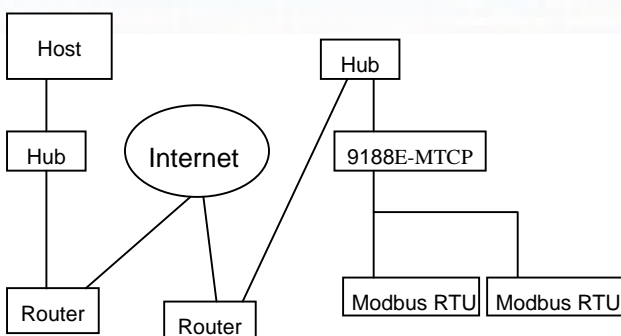 Host
Hub
Hub
Internet
9188E-MTCP
Router
Router
Modbus RTU
Modbus RTU